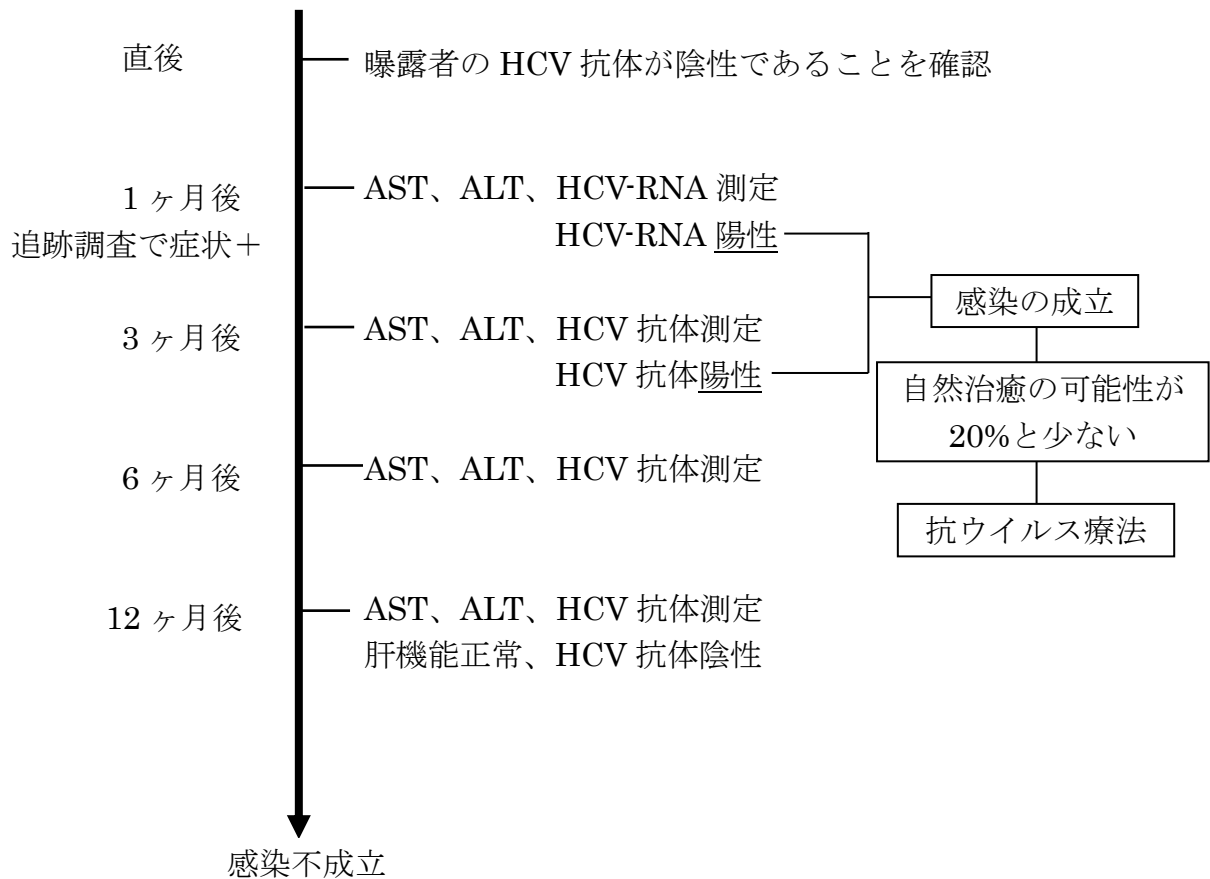 直後
曝露者の HCV 抗体が陰性であることを確認
1 ヶ月後
追跡調査で症状＋
AST、ALT、HCV-RNA 測定
HCV-RNA 陽性
3 ヶ月後
AST、ALT、HCV 抗体測定
HCV 抗体陽性
感染の成立
自然治癒の可能性が
20%と少ない
抗ウイルス療法
6 ヶ月後
AST、ALT、HCV 抗体測定
12 ヶ月後
AST、ALT、HCV 抗体測定
肝機能正常、HCV 抗体陰性
感染不成立